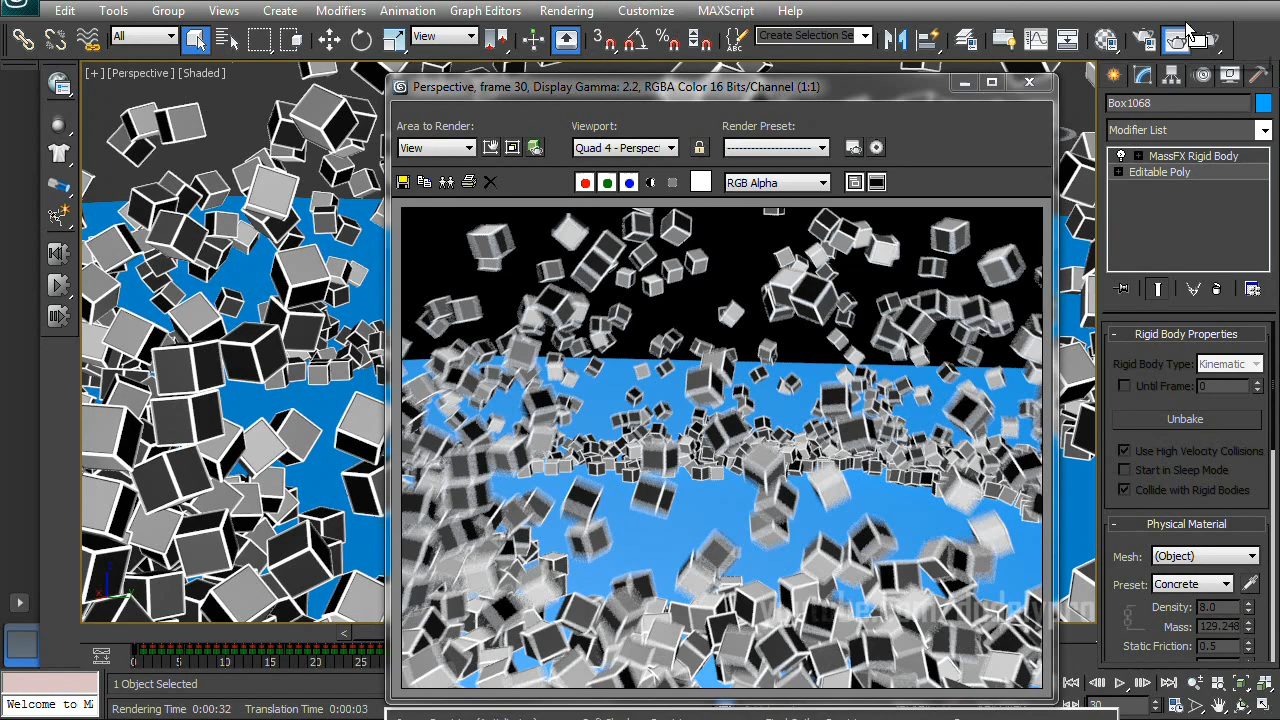 Edit Tools Group Views Create Modifiers Animation Graph Editors Rendering Customize MAXScript Help
All
View
Create Selection Se
[+] [Perspective] [Shaded]
Perspective, frame 30, Display Gamma: 2.2, RGBA Color 16 Bits/Channel (1:1)
Area to Render:
View
Viewport:
Quad 4 - Perspec
Render Preset:
RGB Alpha
Box1068
Modifier List
MassFX Rigid Body
Editable Poly
Rigid Body Properties
Rigid Body Type: Kinematic
Until Frame: 0
Unbake
Use High Velocity Collisions
Start in Sleep Mode
Collide with Rigid Bodies
Physical Material
Mesh: (Object)
Preset: Concrete
Density: 8.0
Mass: 129.248
Static Friction: 0.5
0 5 10 15 20 25
1 Object Selected
Welcome to M
Rendering Time 0:00:32 Translation Time 0:00:03
30